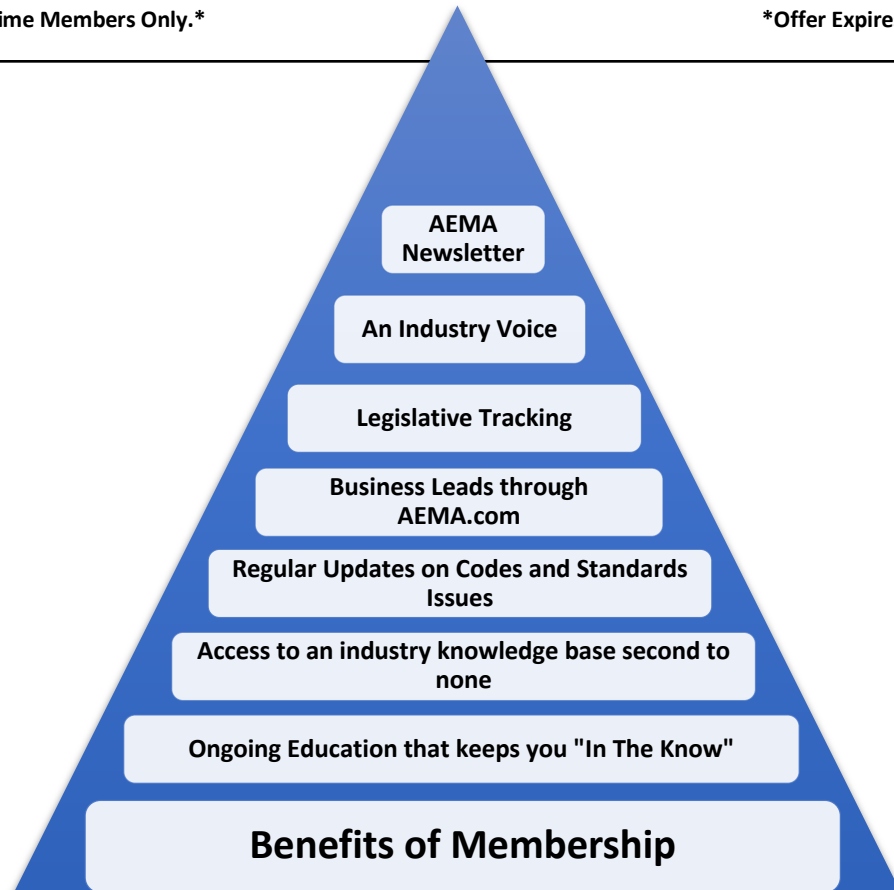 ime Members Only.* *Offer Expire
AEMA
Newsletter
An Industry Voice
Legislative Tracking
Business Leads through
AEMA.com
Regular Updates on Codes and Standards
Issues
Access to an industry knowledge base second to
none
Ongoing Education that keeps you "In The Know"
Benefits of Membership